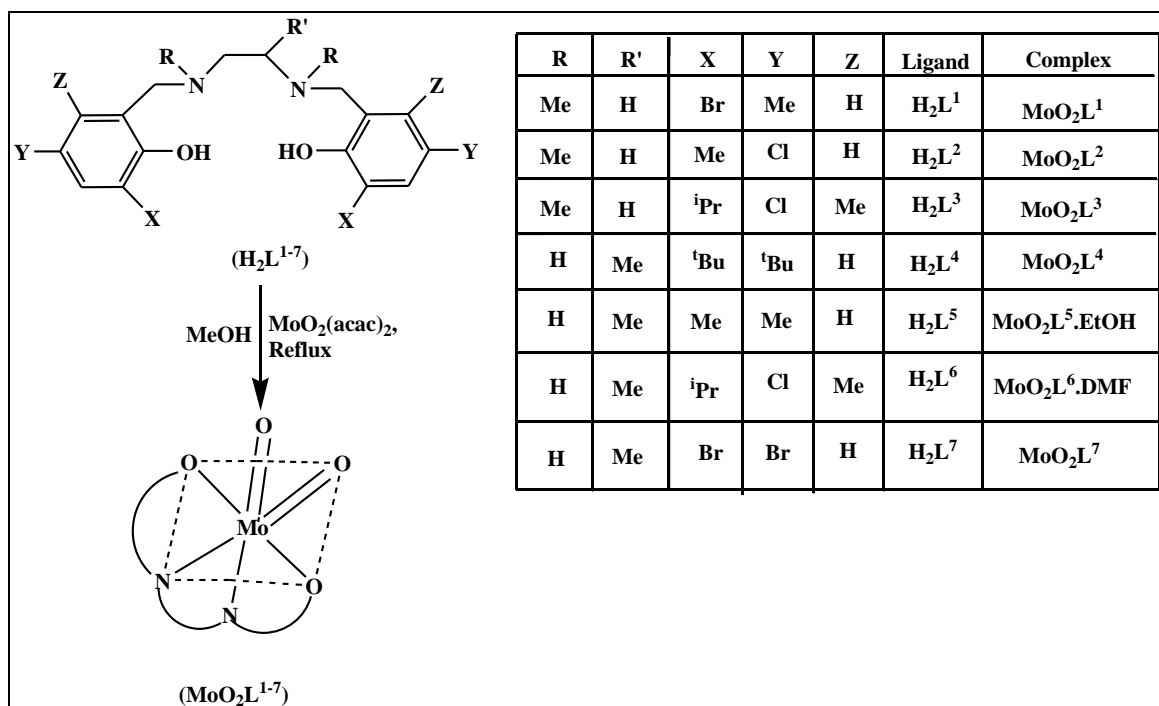 R'
R
R
Z
N
N
Z
Y
OH
HO
Y
X
X
(H₂L¹⁻⁷)
MeOH
MoO₂(acac)₂,
Reflux
O
O
O
Mo
N
O
N
(MoO₂L¹⁻⁷)
R R' X Y Z Ligand Complex
Me H Br Me H H₂L¹ MoO₂L¹
Me H Me Cl H H₂L² MoO₂L²
Me H ⁱPr Cl Me H₂L³ MoO₂L³
H Me ᵗBu ᵗBu H H₂L⁴ MoO₂L⁴
H Me Me Me H H₂L⁵ MoO₂L⁵.EtOH
H Me ⁱPr Cl Me H₂L⁶ MoO₂L⁶.DMF
H Me Br Br H H₂L⁷ MoO₂L⁷